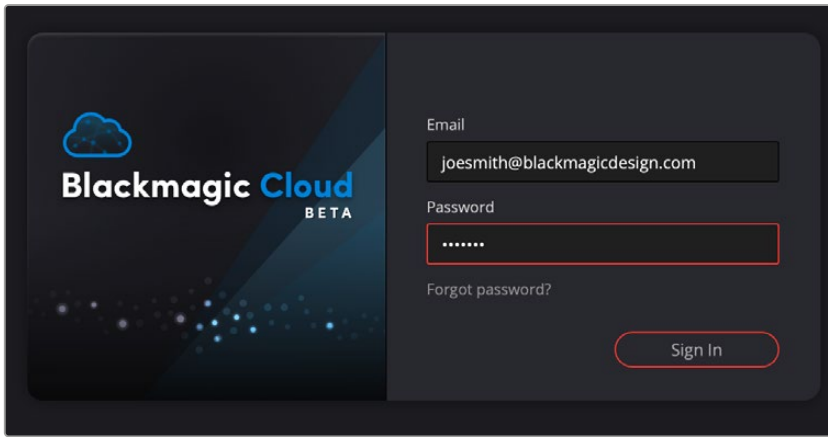 Blackmagic Cloud
BETA
Email
joesmith@blackmagicdesign.com
Password
•••••••
Forgot password?
Sign In